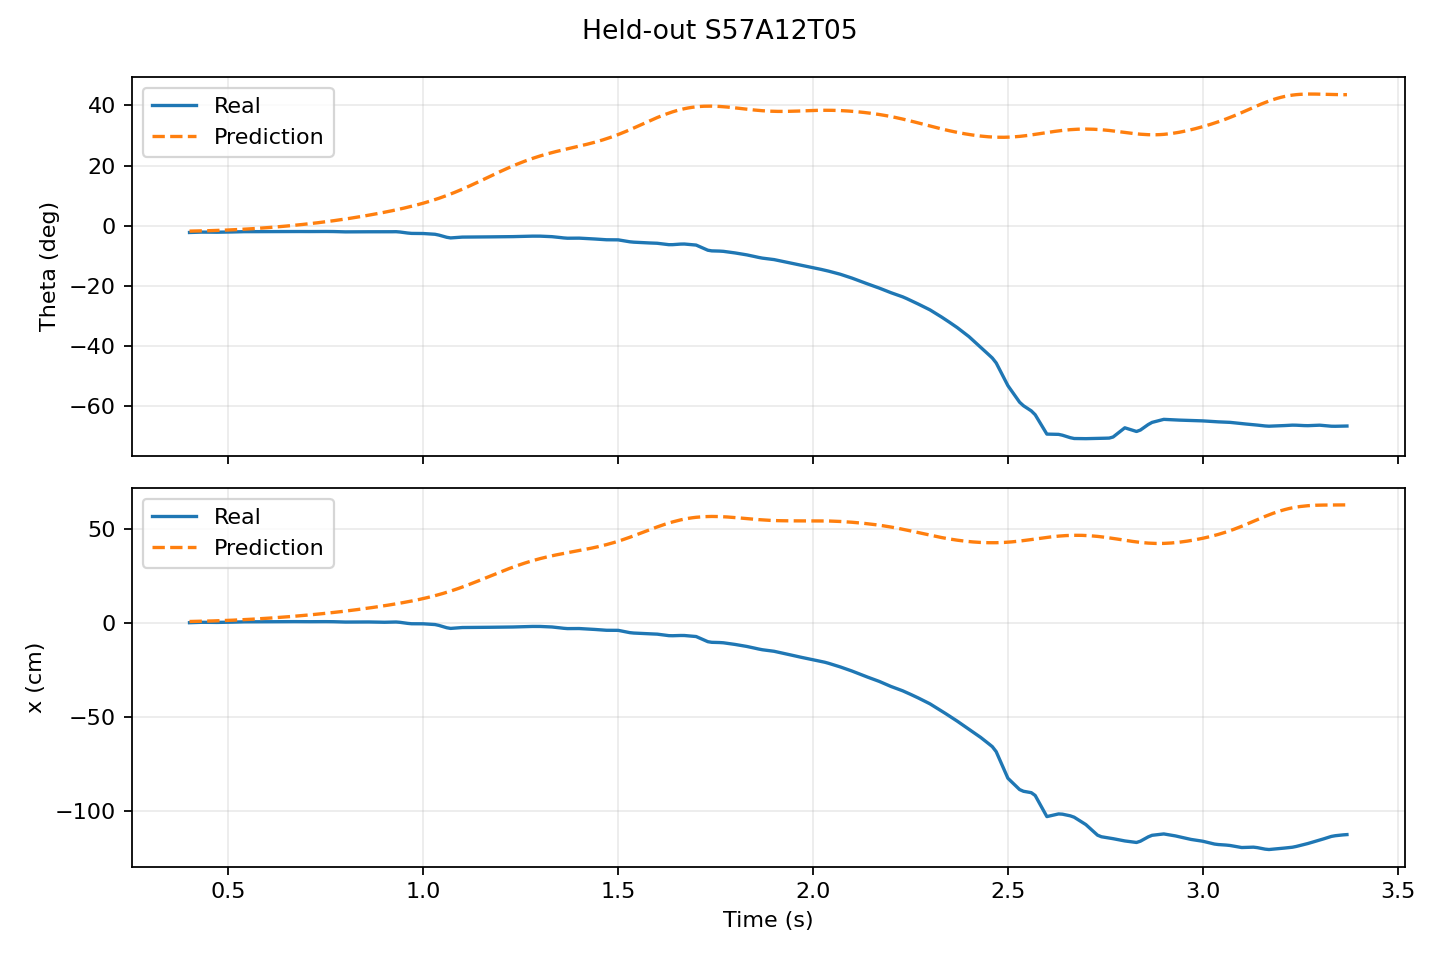 Held-out S57A12T05
Real
Prediction
40
20
0
−20
−40
−60
Theta (deg)
Real
Prediction
50
0
−50
−100
x (cm)
0.5 1.0 1.5 2.0 2.5 3.0 3.5
Time (s)